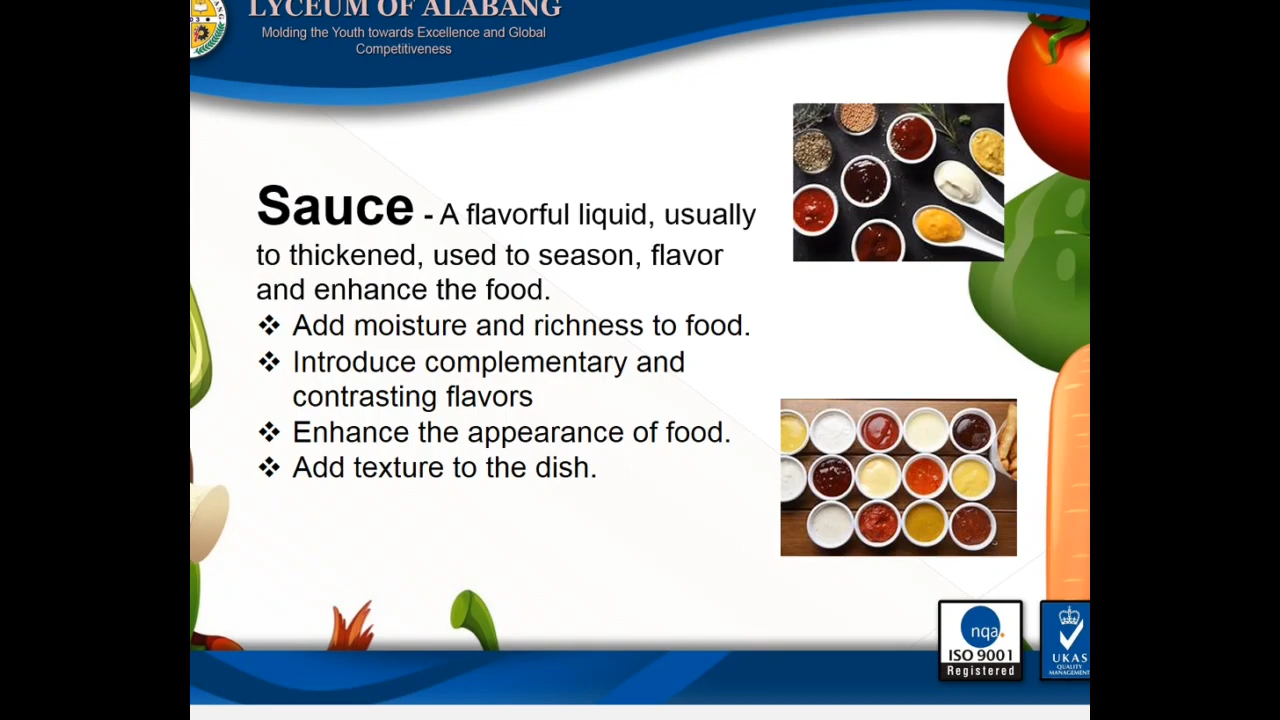 LYCEUM OF ALABANG
Molding the Youth towards Excellence and Global
Competitiveness
Sauce - A flavorful liquid, usually
to thickened, used to season, flavor
and enhance the food.
❖ Add moisture and richness to food.
❖ Introduce complementary and
contrasting flavors
❖ Enhance the appearance of food.
❖ Add texture to the dish.
nqa.
ISO 9001
Registered
UKAS
QUALITY
MANAGEMENT